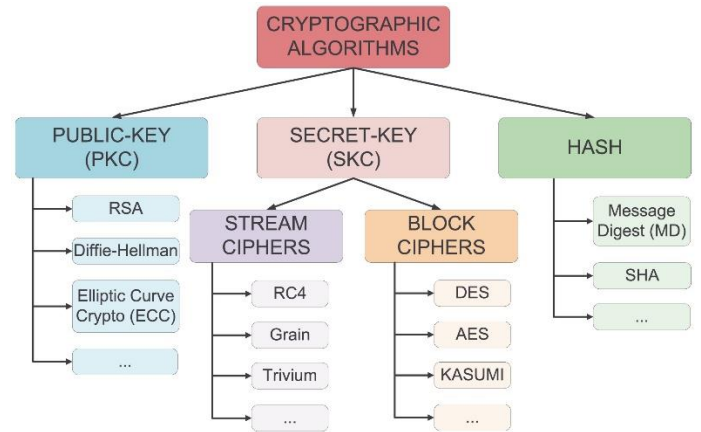 CRYPTOGRAPHIC
ALGORITHMS
PUBLIC-KEY
(PKC)
SECRET-KEY
(SKC)
HASH
RSA
Diffie-Hellman
Elliptic Curve
Crypto (ECC)
...
STREAM
CIPHERS
RC4
Grain
Trivium
...
BLOCK
CIPHERS
DES
AES
KASUMI
...
Message
Digest (MD)
SHA
...